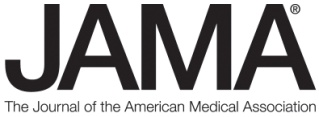 JAMA®
The Journal of the American Medical Association